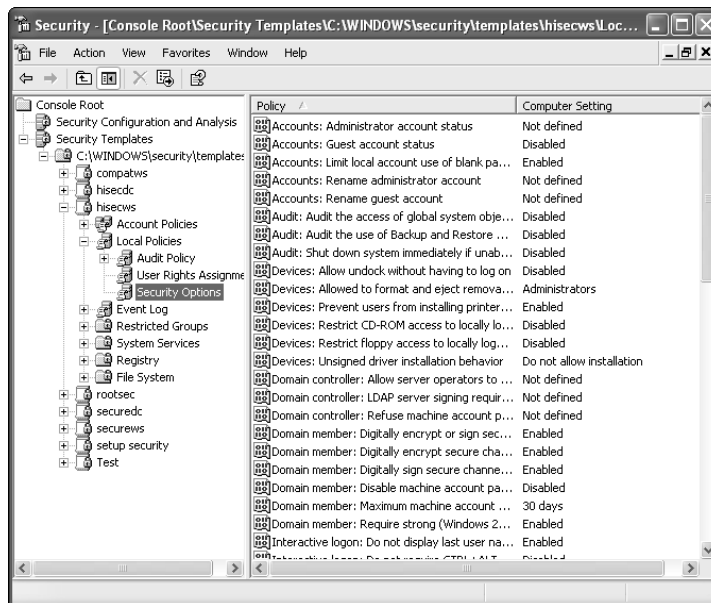 Security - [Console Root\Security Templates\C:\WINDOWS\security\templates\hisecws\Loc...
File Action View Favorites Window Help
Console Root
Security Configuration and Analysis
Security Templates
C:\WINDOWS\security\templates
compatws
hisecdc
hisecws
Account Policies
Local Policies
Audit Policy
User Rights Assignme
Security Options
Event Log
Restricted Groups
System Services
Registry
File System
rootsec
securedc
securews
setup security
Test
Policy Computer Setting
Accounts: Administrator account status Not defined
Accounts: Guest account status Disabled
Accounts: Limit local account use of blank pa... Enabled
Accounts: Rename administrator account Not defined
Accounts: Rename guest account Not defined
Audit: Audit the access of global system obje... Disabled
Audit: Audit the use of Backup and Restore ... Disabled
Audit: Shut down system immediately if unab... Disabled
Devices: Allow undock without having to log on Disabled
Devices: Allowed to format and eject remova... Administrators
Devices: Prevent users from installing printer... Enabled
Devices: Restrict CD-ROM access to locally lo... Disabled
Devices: Restrict floppy access to locally log... Disabled
Devices: Unsigned driver installation behavior Do not allow installation
Domain controller: Allow server operators to ... Not defined
Domain controller: LDAP server signing requir... Not defined
Domain controller: Refuse machine account p... Not defined
Domain member: Digitally encrypt or sign sec... Enabled
Domain member: Digitally encrypt secure cha... Enabled
Domain member: Digitally sign secure channe... Enabled
Domain member: Disable machine account pa... Disabled
Domain member: Maximum machine account ... 30 days
Domain member: Require strong (Windows 2... Enabled
Interactive logon: Do not display last user na... Enabled
Interactive logon: Do not require CTRL+ALT... Disabled